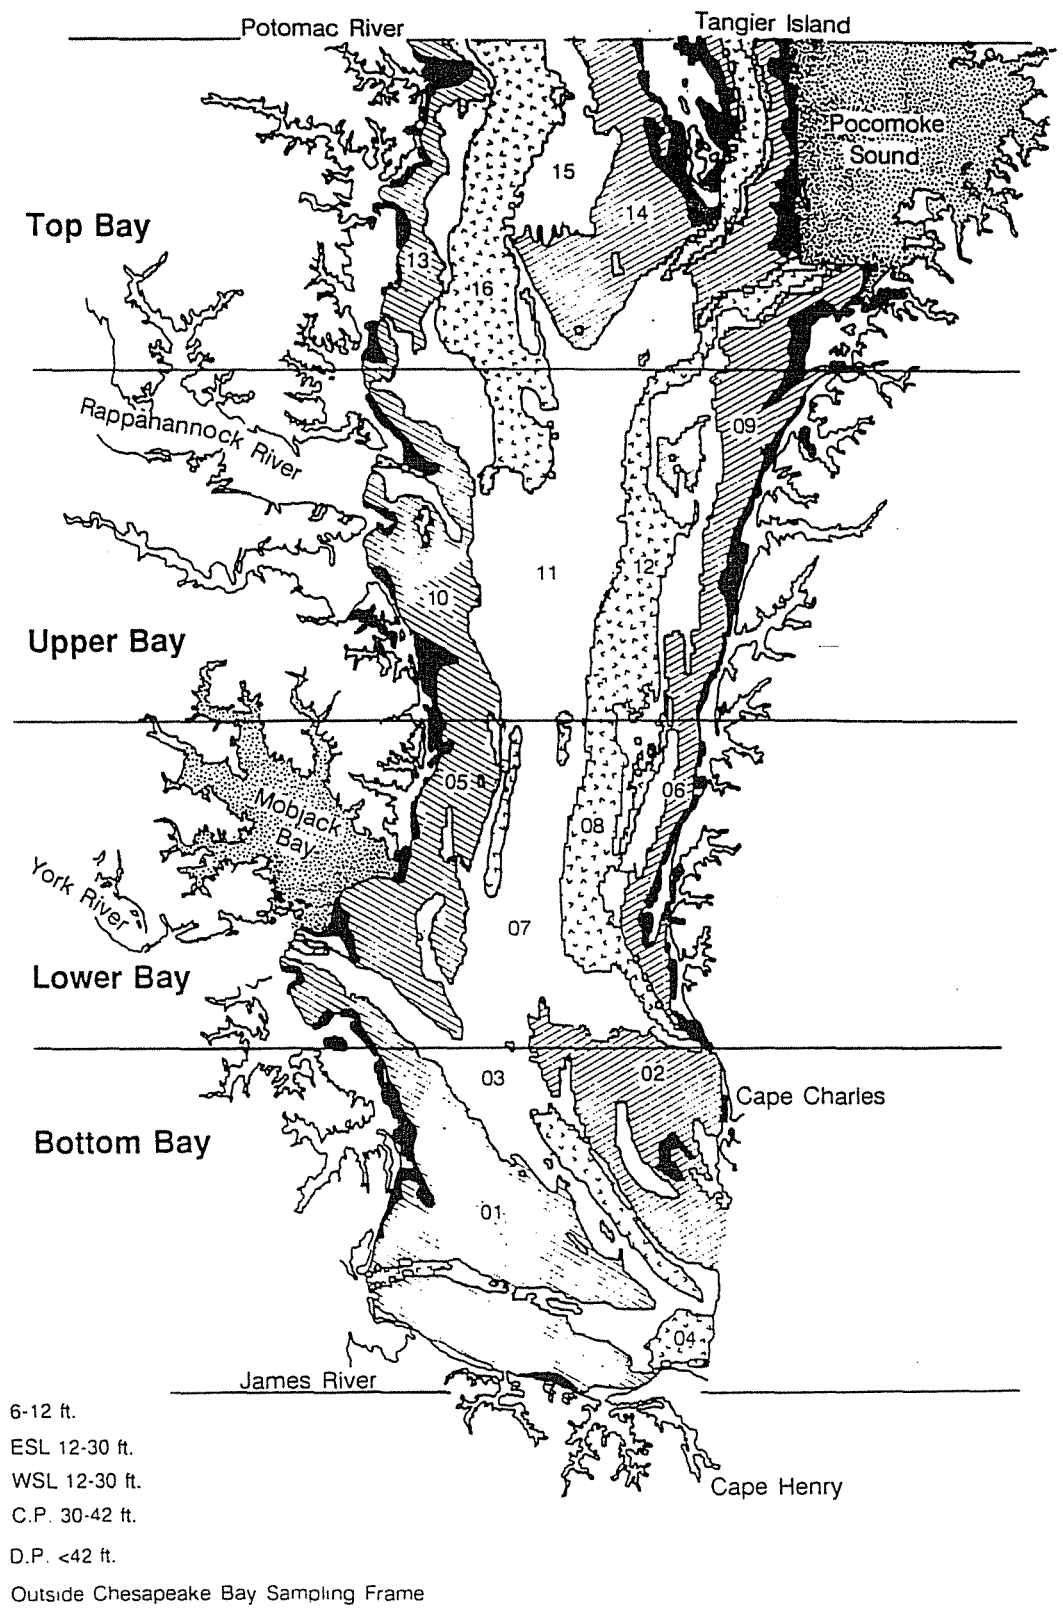 Potomac River
Tangier Island
Pocomoke
Sound
15
Top Bay
14
13
16
09
Rappahannock River
11
12
10
Upper Bay
05
06
Mobjack
Bay
08
York River
07
Lower Bay
03
02
Cape Charles
Bottom Bay
01
04
James River
6-12 ft.
ESL 12-30 ft.
WSL 12-30 ft.
C.P. 30-42 ft.
Cape Henry
D.P. <42 ft.
Outside Chesapeake Bay Sampling Frame